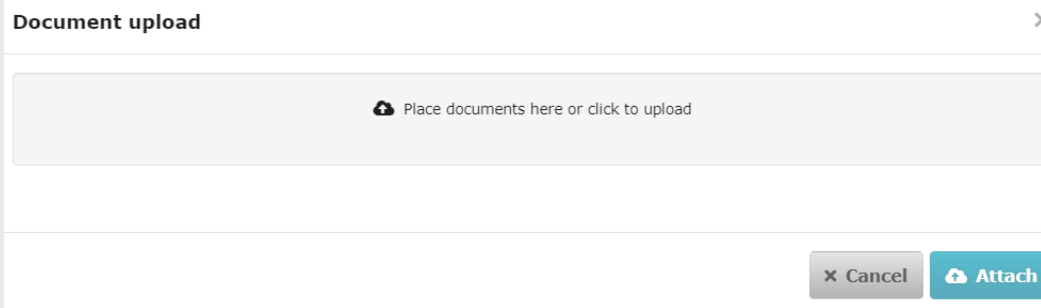 Document upload
Place documents here or click to upload
Cancel
Attach